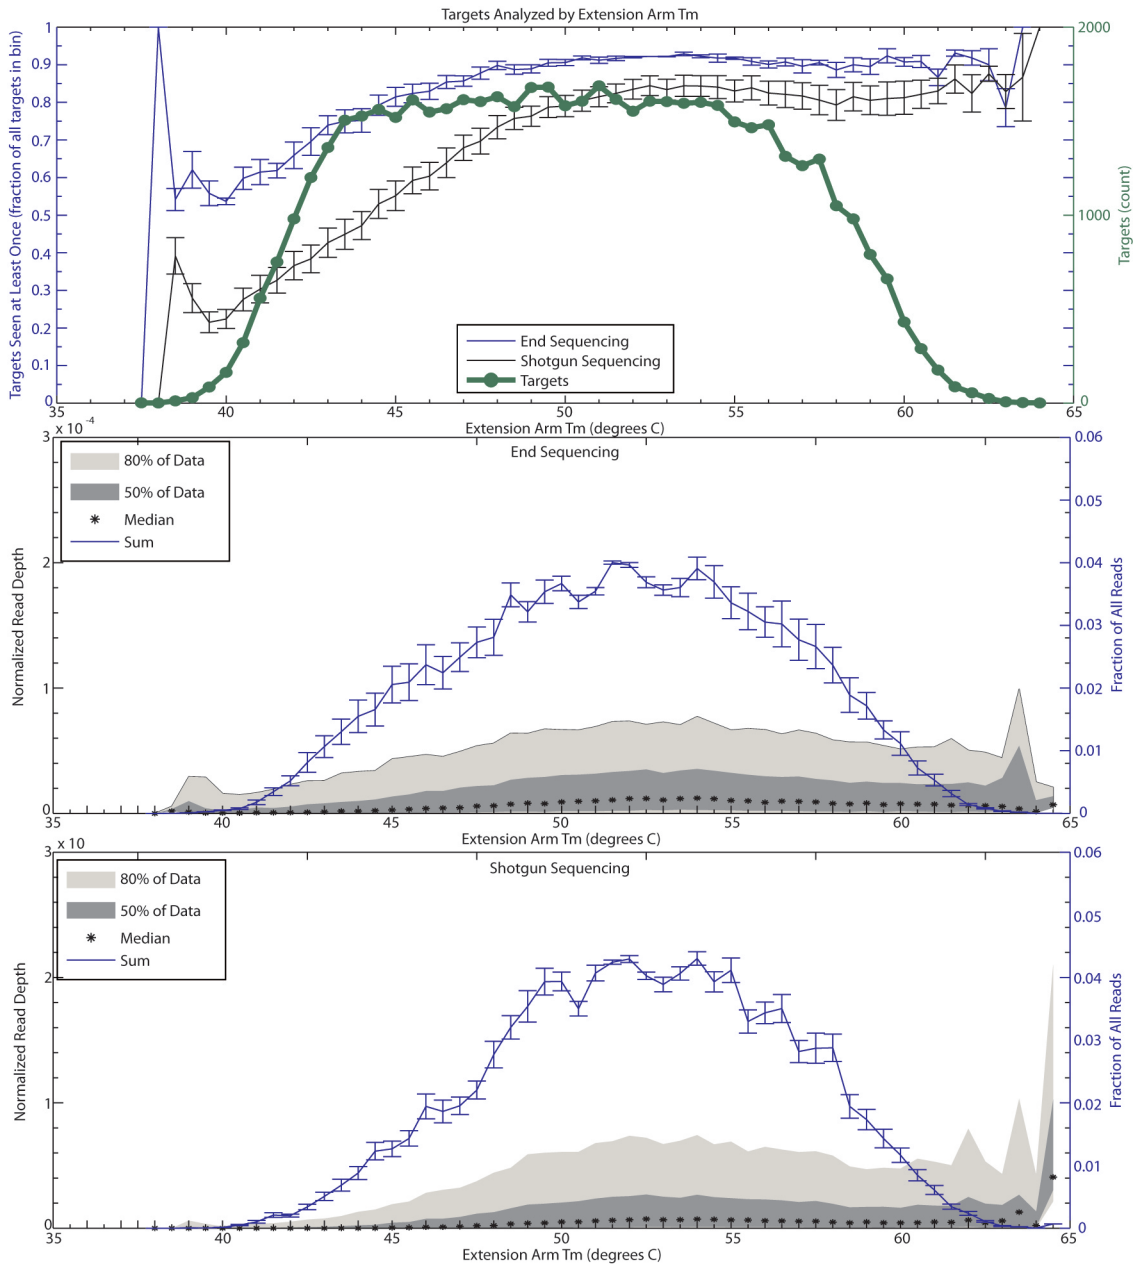 Targets Analyzed by Extension Arm Tm
Targets Seen at Least Once (fraction of all targets in bin)
1
0.9
0.8
0.7
0.6
0.5
0.4
0.3
0.2
0.1
0
2000
1000
0
Targets (count)
End Sequencing
Shotgun Sequencing
Targets
35 40 45 50 55 60 65
Extension Arm Tm (degrees C)
3 x 10 -4
End Sequencing
80% of Data
50% of Data
Median
Sum
Normalized Read Depth
2
1
0
0.06
0.05
0.04
0.03
0.02
0.01
0
Fraction of All Reads
35 40 45 50 55 60 65
Extension Arm Tm (degrees C)
3 x 10
Shotgun Sequencing
80% of Data
50% of Data
Median
Sum
Normalized Read Depth
2
1
0
0.06
0.05
0.04
0.03
0.02
0.01
0
Fraction of All Reads
35 40 45 50 55 60 65
Extension Arm Tm (degrees C)